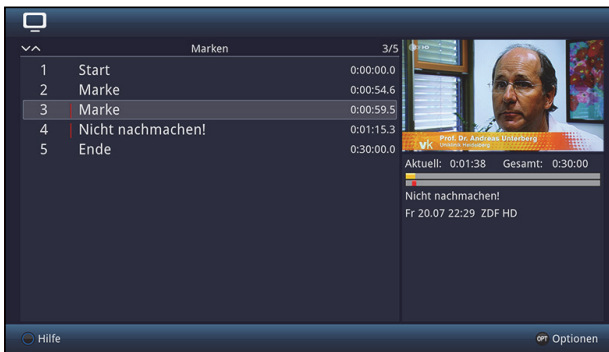 Marken 3/5
1 Start 0:00:00.0
2 Marke 0:00:54.6
3 Marke 0:00:59.5
4 Nicht nachmachen! 0:01:15.3
5 Ende 0:30:00.0
vk Prof. Dr. Andreas Unterberg
Aktuell: 0:01:38 Gesamt: 0:30:00
Nicht nachmachen!
Fr 20.07 22:29 ZDF HD
Hilfe
OPT Optionen